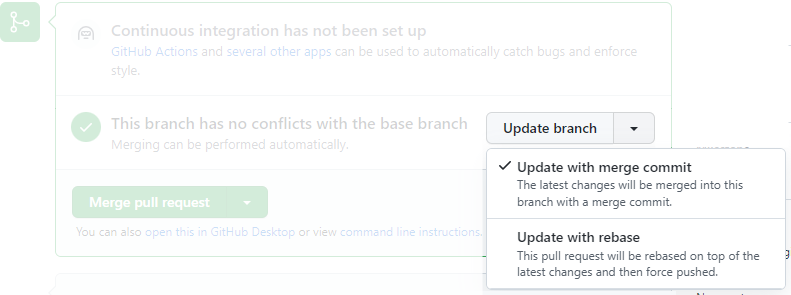 Continuous integration has not been set up
GitHub Actions and several other apps can be used to automatically catch bugs and enforce
style.
This branch has no conflicts with the base branch
Merging can be performed automatically.
Update branch
Update with merge commit
The latest changes will be merged into this
branch with a merge commit.
Update with rebase
This pull request will be rebased on top of the
latest changes and then force pushed.
Merge pull request
You can also open this in GitHub Desktop or view command line instructions.